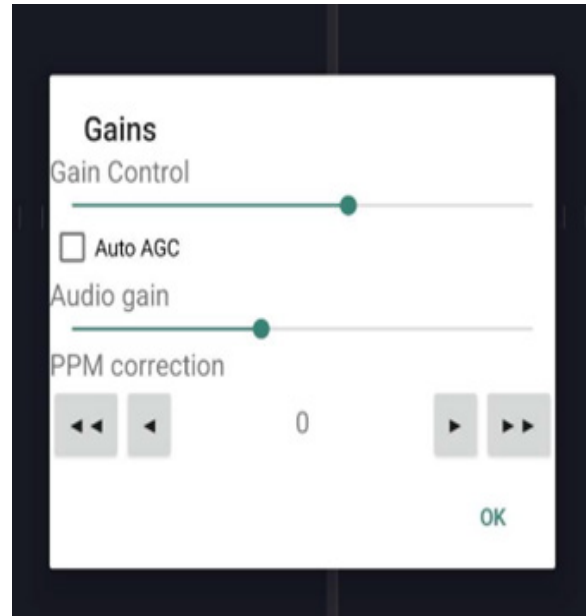 Gains
Gain Control
Auto AGC
Audio gain
PPM correction
0
OK